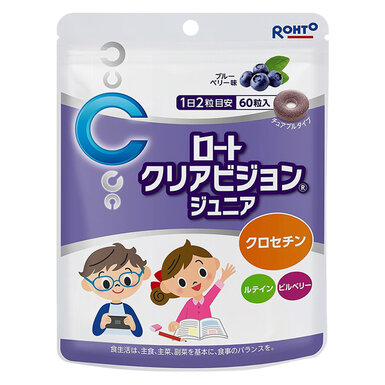 ROHTO
ブルー
ベリー味
1日2粒目安 60粒入
チュアブルタイプ
ロート
クリアビジョン®
ジュニア
クロセチン
ルテイン
ビルベリー
食生活は、主食、主菜、副菜を基本に、食事のバランスを。